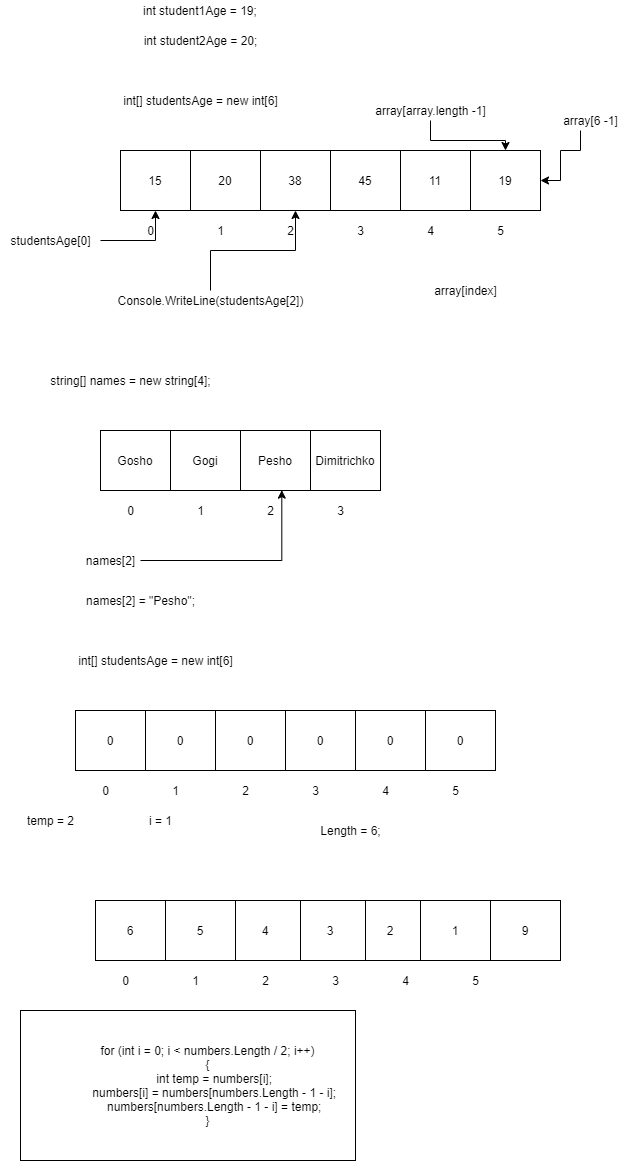 int student1Age = 19;
int student2Age = 20;
int[] studentsAge = new int[6]
array[array.length -1]
array[6 -1]
15 20 38 45 11 19
0 1 2 3 4 5
studentsAge[0]
Console.WriteLine(studentsAge[2])
array[index]
string[] names = new string[4];
Gosho Gogi Pesho Dimitrichko
0 1 2 3
names[2]
names[2] = "Pesho";
int[] studentsAge = new int[6]
0 0 0 0 0 0
0 1 2 3 4 5
temp = 2
i = 1
Length = 6;
6 5 4 3 2 1 9
0 1 2 3 4 5
for (int i = 0; i < numbers.Length / 2; i++)
{
int temp = numbers[i];
numbers[i] = numbers[numbers.Length - 1 - i];
numbers[numbers.Length - 1 - i] = temp;
}